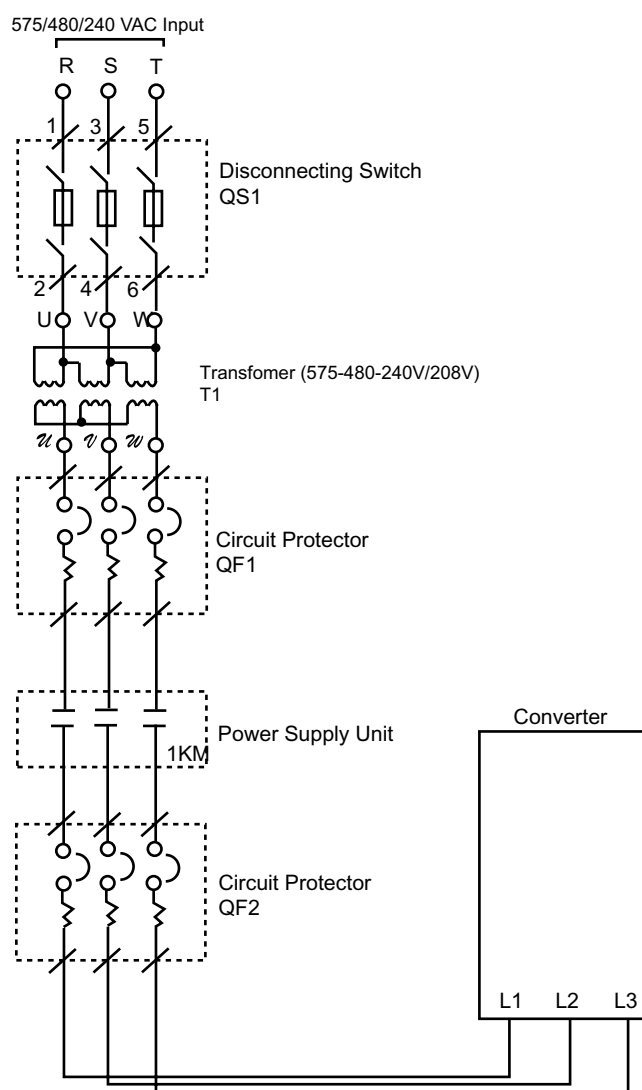 575/480/240 VAC Input
R S T
1 3 5
Disconnecting Switch
QS1
2 4 6
U V W
Transfomer (575-480-240V/208V)
T1
U V W
Circuit Protector
QF1
Converter
Power Supply Unit
1KM
Circuit Protector
QF2
L1 L2 L3